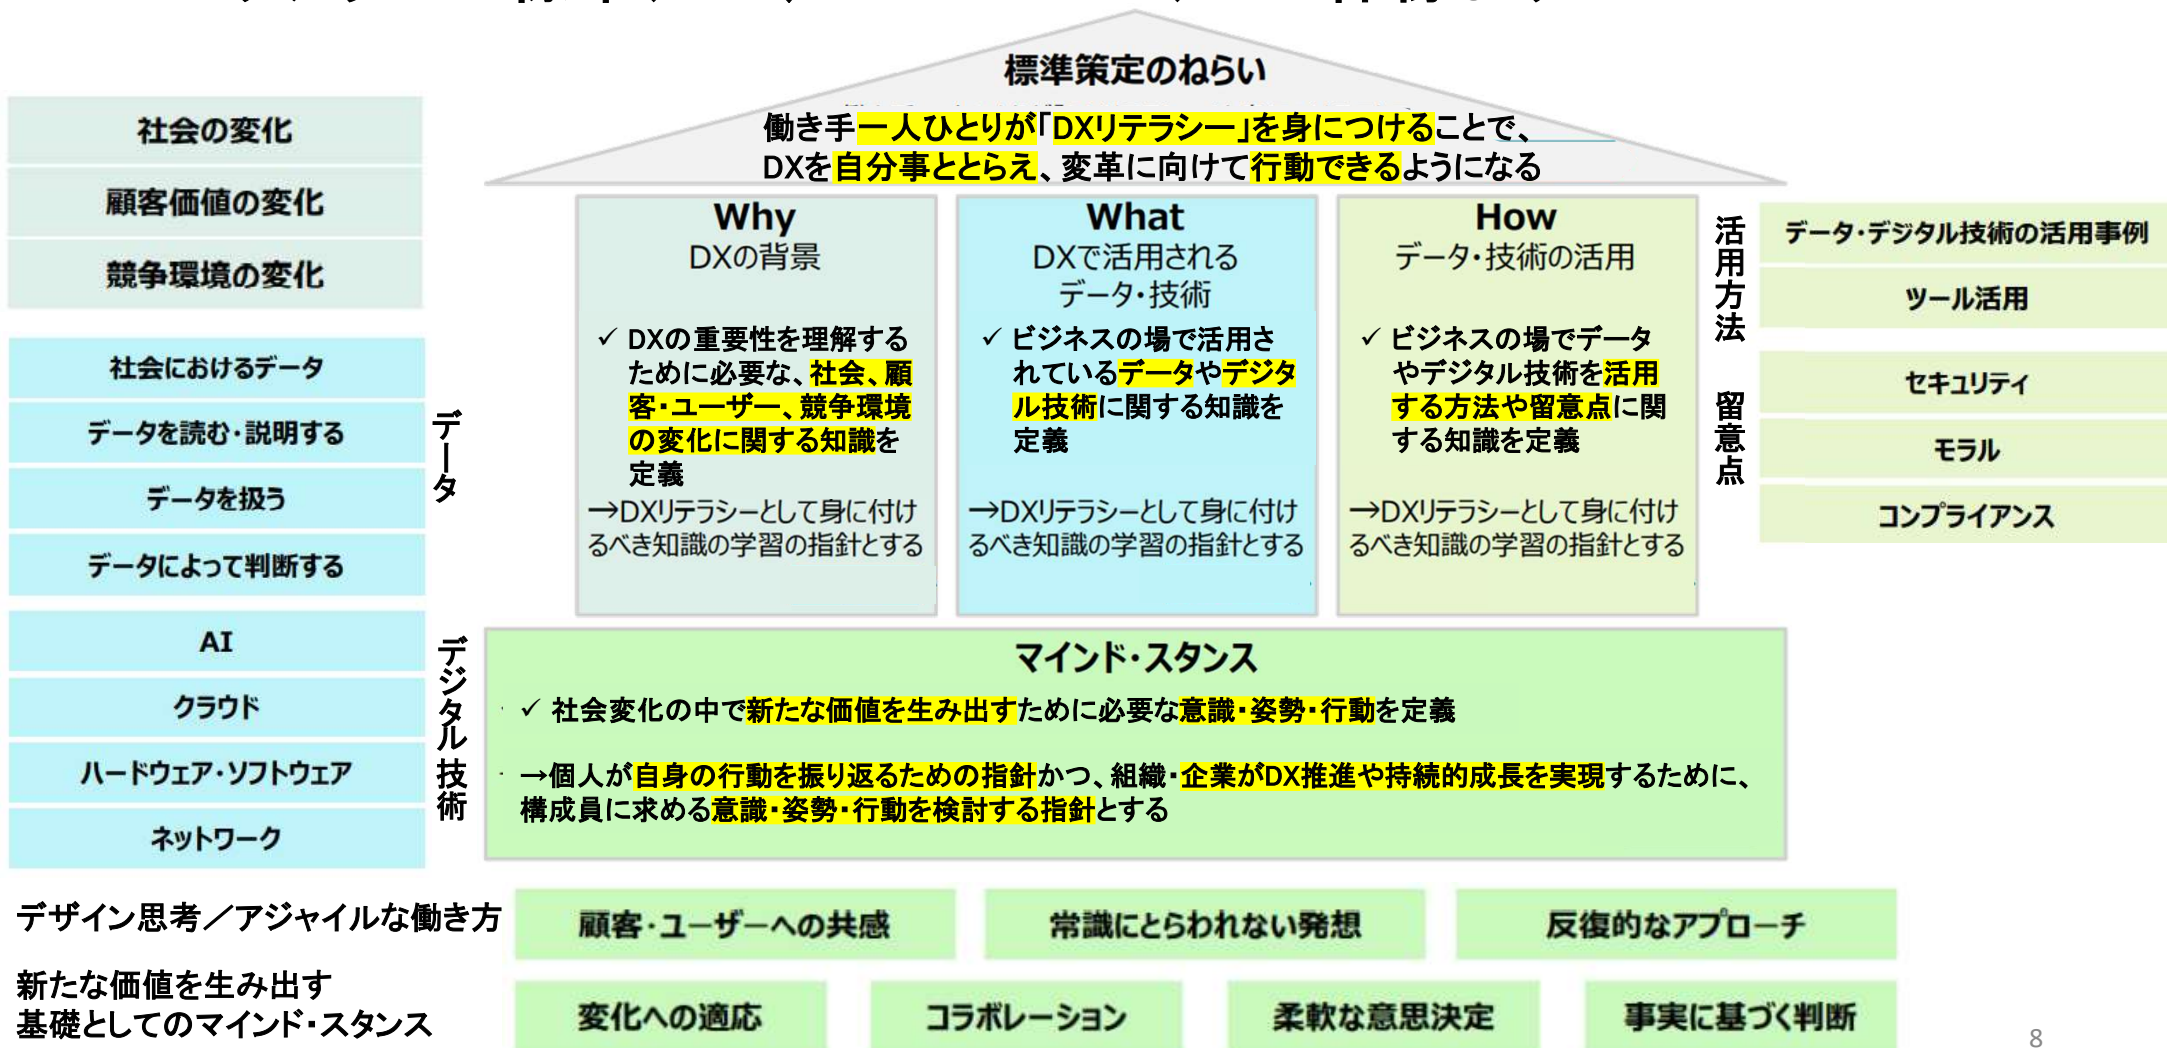 標準策定のねらい
働き手一人ひとりが「DXリテラシー」を身につけることで、
DXを自分事ととらえ、変革に向けて行動できるようになる
社会の変化
顧客価値の変化
競争環境の変化
社会におけるデータ
データを読む・説明する
データを扱う
データによって判断する
データ
AI
クラウド
ハードウェア・ソフトウェア
ネットワーク
デジタル技術
Why
DXの背景
✓ DXの重要性を理解する
ために必要な、社会、顧
客・ユーザー、競争環境
の変化に関する知識を
定義
→DXリテラシーとして身に付け
るべき知識の学習の指針とする
What
DXで活用される
データ・技術
✓ ビジネスの場で活用さ
れているデータやデジタ
ル技術に関する知識を
定義
→DXリテラシーとして身に付け
るべき知識の学習の指針とする
How
データ・技術の活用
✓ ビジネスの場でデータ
やデジタル技術を活用
する方法や留意点に関
する知識を定義
→DXリテラシーとして身に付け
るべき知識の学習の指針とする
活用方法
データ・デジタル技術の活用事例
ツール活用
留意点
セキュリティ
モラル
コンプライアンス
マインド・スタンス
✓ 社会変化の中で新たな価値を生み出すために必要な意識・姿勢・行動を定義
→個人が自身の行動を振り返るための指針かつ、組織・企業がDX推進や持続的成長を実現するために、
構成員に求める意識・姿勢・行動を検討する指針とする
デザイン思考／アジャイルな働き方
顧客・ユーザーへの共感
常識にとらわれない発想
反復的なアプローチ
新たな価値を生み出す
基礎としてのマインド・スタンス
変化への適応
コラボレーション
柔軟な意思決定
事実に基づく判断
8